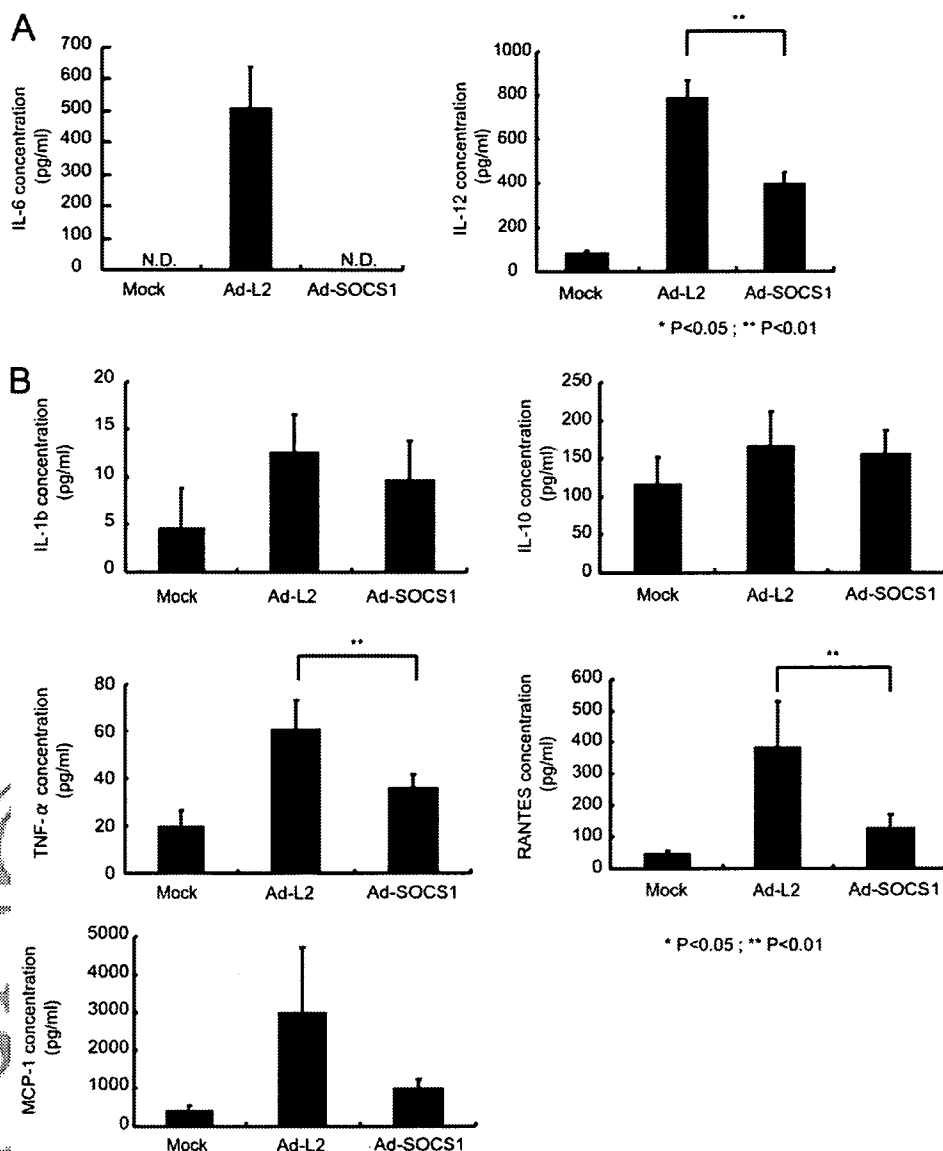 A
IL-6 concentration
(pg/ml)
700
600
500
400
300
200
100
0
N.D.
N.D.
Mock
Ad-L2
Ad-SOCS1
IL-12 concentration
(pg/ml)
1000
800
600
400
200
0
**
Mock
Ad-L2
Ad-SOCS1
* P<0.05 ; ** P<0.01
B
IL-1b concentration
(pg/ml)
20
15
10
5
0
Mock
Ad-L2
Ad-SOCS1
IL-10 concentration
(pg/ml)
250
200
150
100
50
0
Mock
Ad-L2
Ad-SOCS1
TNF-α concentration
(pg/ml)
80
60
40
20
0
**
Mock
Ad-L2
Ad-SOCS1
RANTES concentration
(pg/ml)
600
500
400
300
200
100
0
**
Mock
Ad-L2
Ad-SOCS1
* P<0.05 ; ** P<0.01
MCP-1 concentration
(pg/ml)
5000
4000
3000
2000
1000
0
Mock
Ad-L2
Ad-SOCS1